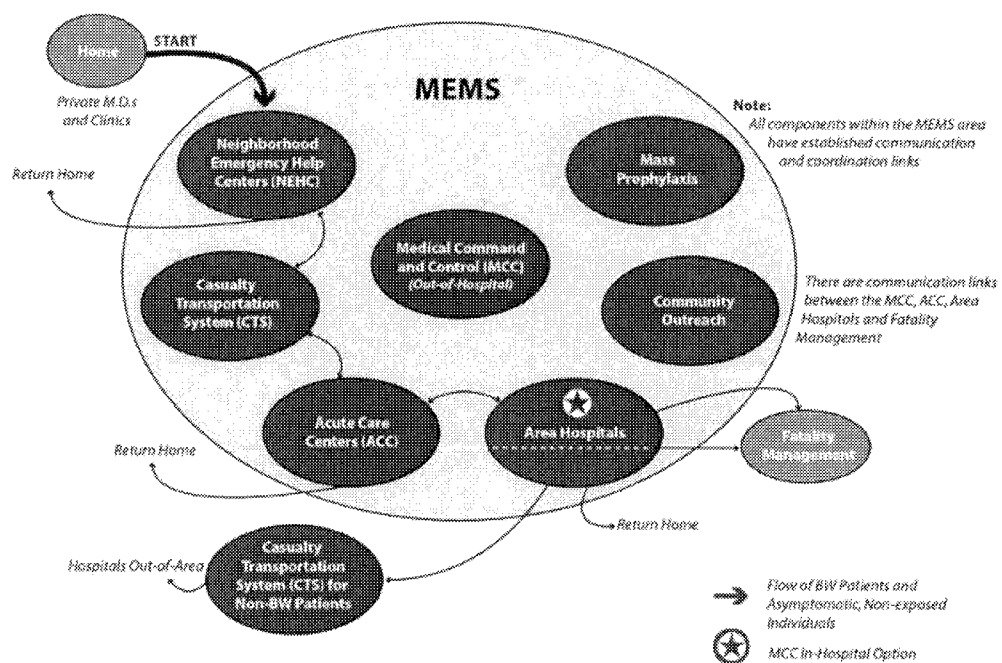 Home
START
Private M.D.s
and Clinics
MEMS
Note:
All components within the MEMS area
have established communication
and coordination links
Neighborhood
Emergency Help
Centers (NEHC)
Return Home
Mass
Prophylaxis
Medical Command
and Control (MCC)
(Out-of-Hospital)
Casualty
Transportation
System (CTS)
Community
Outreach
There are communication links
between the MCC, ACC, Area
Hospitals and Fatality
Management
Acute Care
Centers (ACC)
Area Hospitals
Fatality
Management
Return Home
Return Home
Casualty
Transportation
System (CTS) for
Non-BW Patients
Hospitals Out-of-Area
Flow of BW Patients and
Asymptomatic, Non-exposed
Individuals
MCC In-Hospital Option